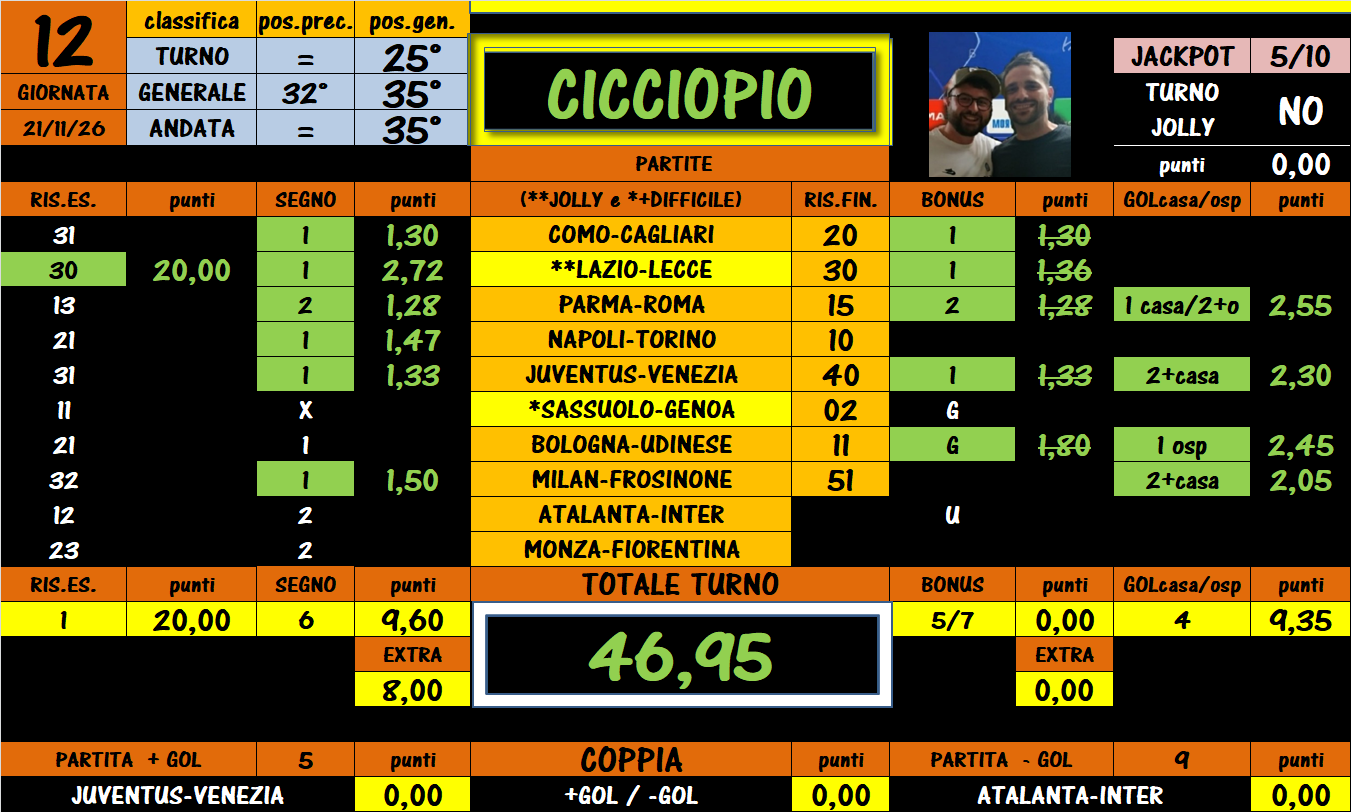 12 classifica pos.prec. pos.gen.
TURNO = 25° CICCIOPIO JACKPOT 5/10
GIORNATA GENERALE 32° 35° TURNO JOLLY NO
21/11/26 ANDATA = 35°
PARTITE punti 0,00
RIS.ES. punti SEGNO punti (**JOLLY e *+DIFFICILE) RIS.FIN. BONUS punti GOLcasa/osp punti
31 1 1,30 COMO-CAGLIARI 20 1 1,30
30 20,00 1 2,72 **LAZIO-LECCE 30 1 1,36
13 2 1,28 PARMA-ROMA 15 2 1,28 1 casa/2+o 2,55
21 1 1,47 NAPOLI-TORINO 10
31 1 1,33 JUVENTUS-VENEZIA 40 1 1,33 2+casa 2,30
11 X *SASSUOLO-GENOA 02 G
21 1 BOLOGNA-UDINESE 11 G 1,80 1 osp 2,45
32 1 1,50 MILAN-FROSINONE 51 2+casa 2,05
12 2 ATALANTA-INTER U
23 2 MONZA-FIORENTINA
RIS.ES. punti SEGNO punti TOTALE TURNO BONUS punti GOLcasa/osp punti
1 20,00 6 9,60 46,95 5/7 0,00 4 9,35
EXTRA EXTRA
8,00 0,00
PARTITA + GOL 5 punti COPPIA punti PARTITA - GOL 9 punti
JUVENTUS-VENEZIA 0,00 +GOL / -GOL 0,00 ATALANTA-INTER 0,00